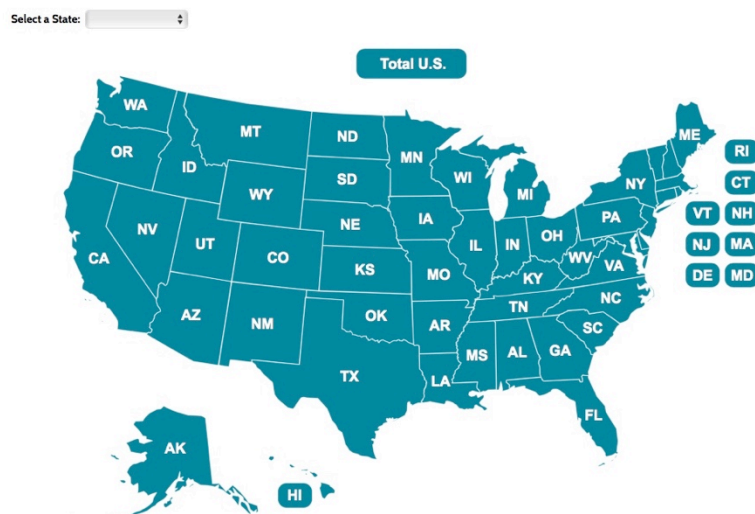 Select a State:
Total U.S.
WA
MT
ND
MN
ME
OR
ID
WI
RI
SD
NY
CT
WY
MI
IA
PA
VT NH
NE
NV
OH
UT
IL
IN
NJ MA
CA
CO
WV
VA
KS
MO
KY
DE MD
NC
TN
AZ
OK
NM
AR
SC
MS
AL
GA
TX
LA
FL
AK
HI